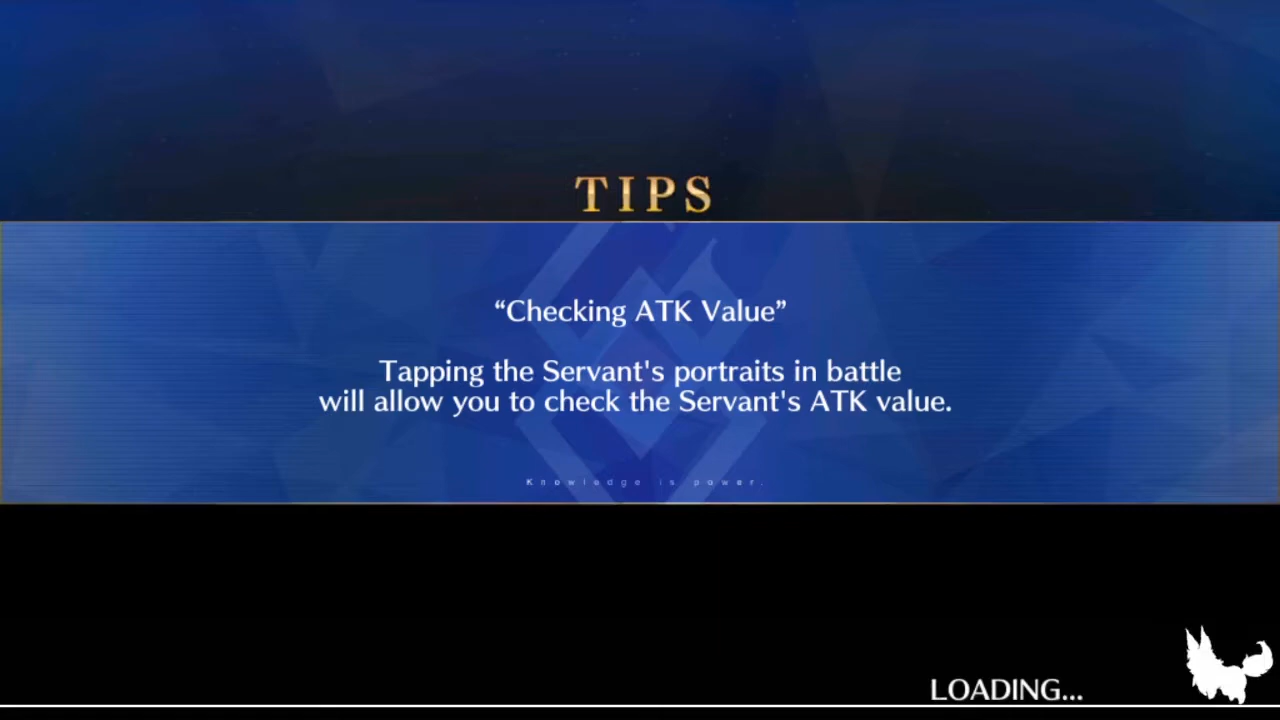 TIPS
“Checking ATK Value”
Tapping the Servant's portraits in battle
will allow you to check the Servant's ATK value.
Knowledge is power.
LOADING...